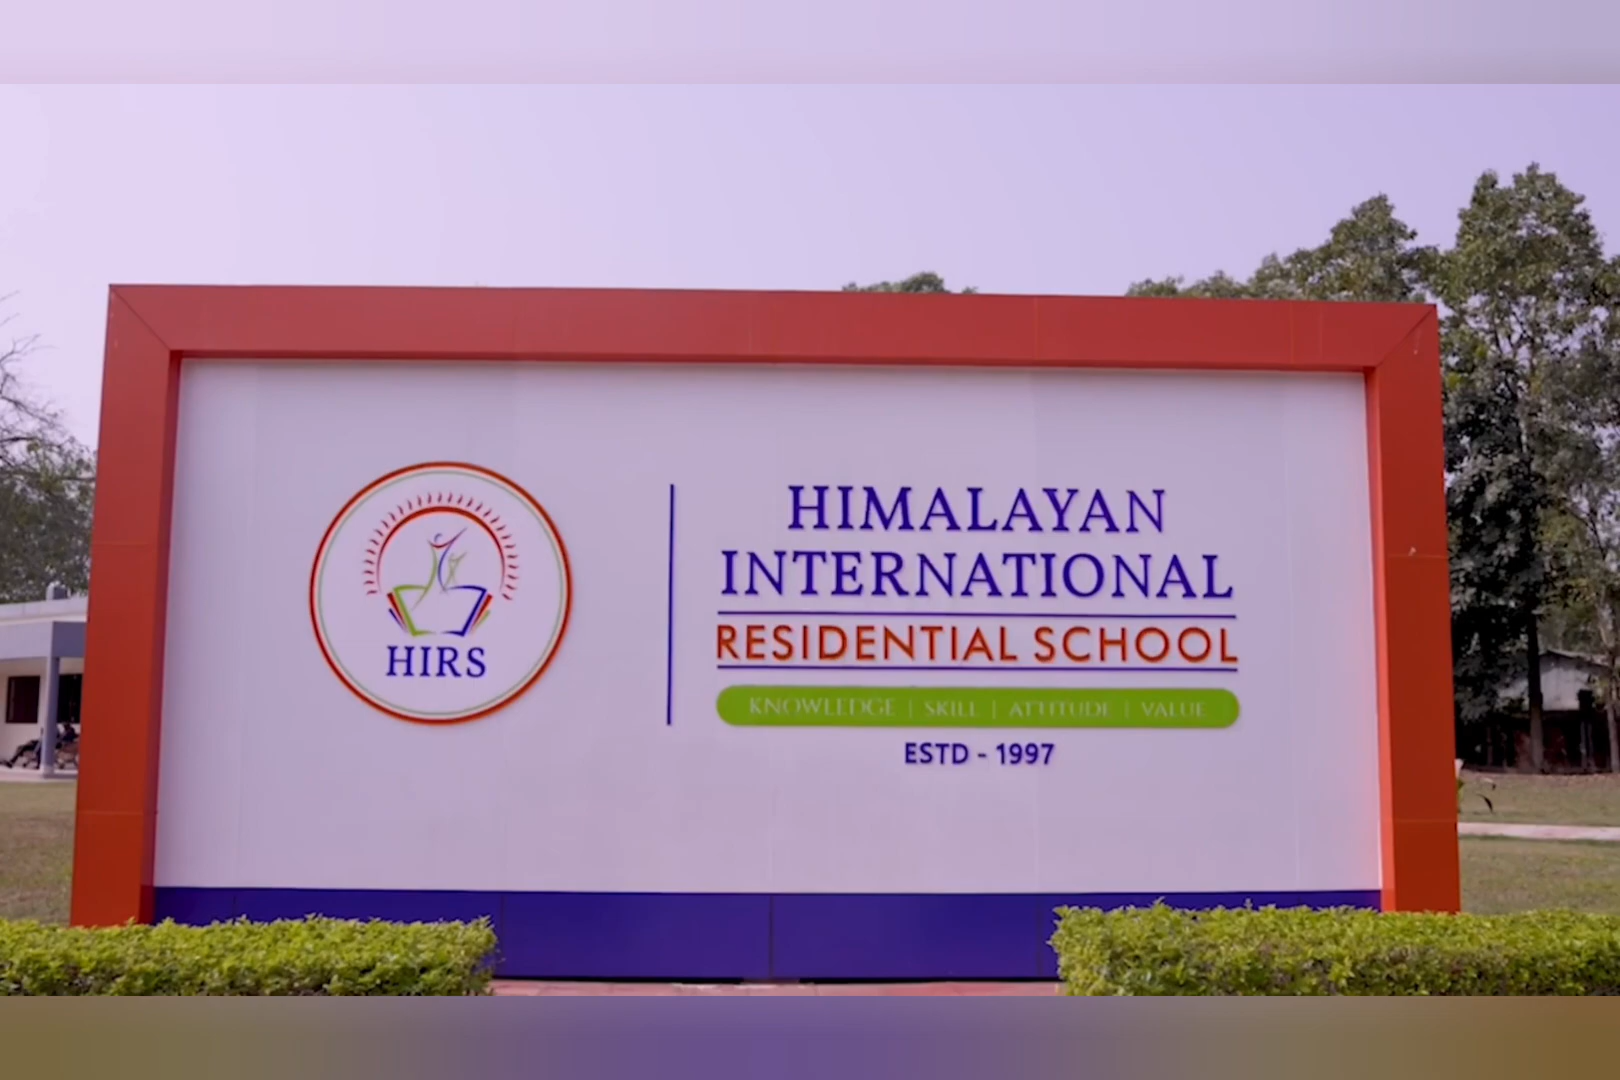 HIRS
HIMALAYAN
INTERNATIONAL
RESIDENTIAL SCHOOL
KNOWLEDGE | SKILL | ATTITUDE | VALUE
ESTD - 1997